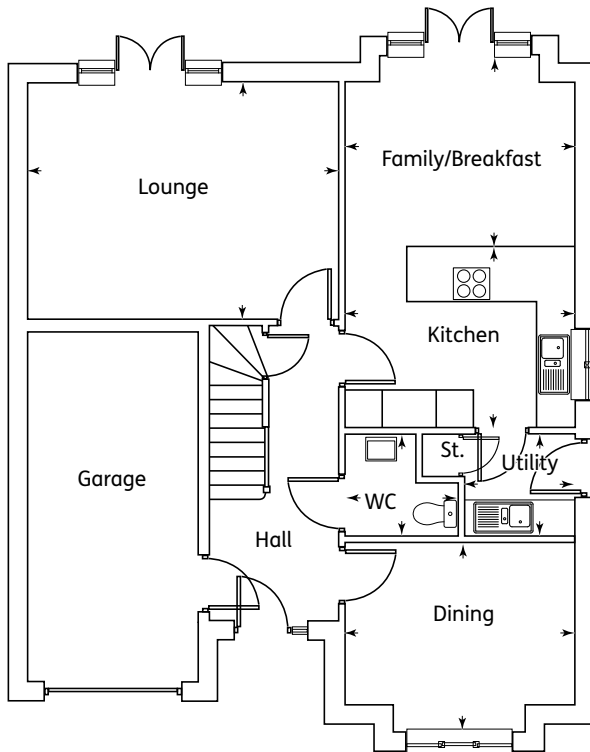 Family/Breakfast
Lounge
Kitchen
St.
Utility
Garage
WC
Hall
Dining